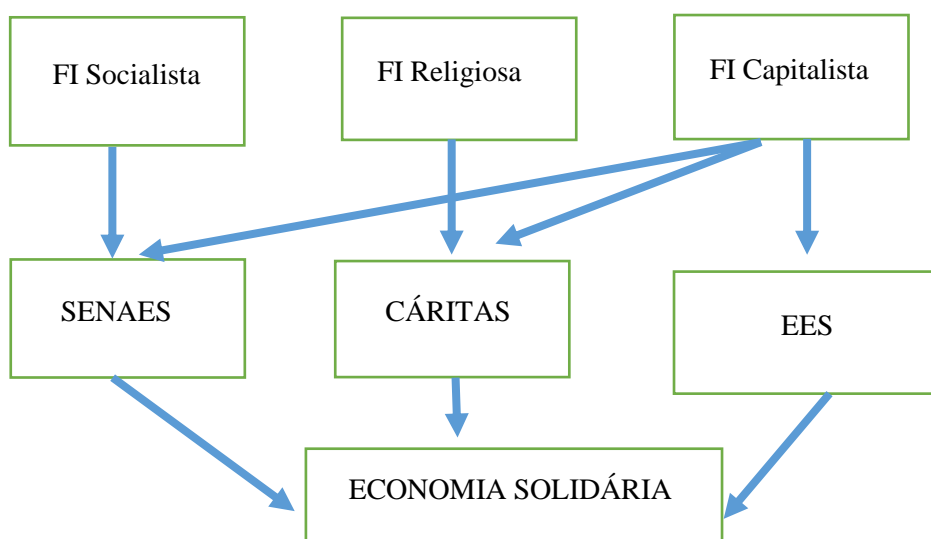 FI Socialista
FI Religiosa
FI Capitalista
SENAES
CÁRITAS
EES
ECONOMIA SOLIDÁRIA